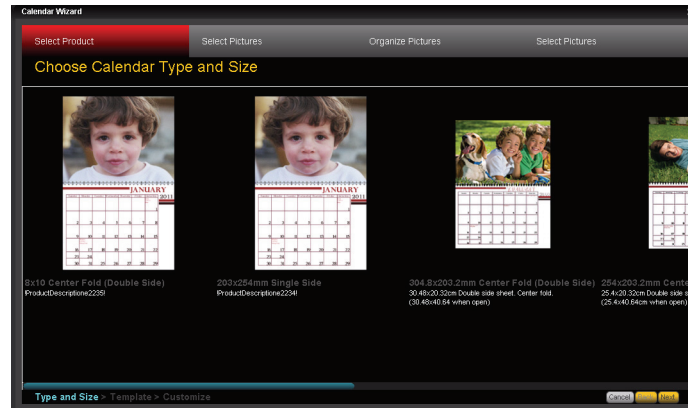 Calendar Wizard
Select Product
Select Pictures
Organize Pictures
Select Pictures
Choose Calendar Type and Size
JANUARY
2011
JANUARY
2011
8x10 Center Fold (Double Side)
!ProductDescriptione2235!
203x254mm Single Side
!ProductDescriptione2234!
304.8x203.2mm Center Fold (Double Side)
30.48x20.32cm Double side sheet. Center fold.
(30.48x40.64 when open)
254x203.2mm Cente
25.4x20.32cm Double side s
(25.4x40.64cm when open)
Type and Size > Template > Customize
Cancel
Back
Next